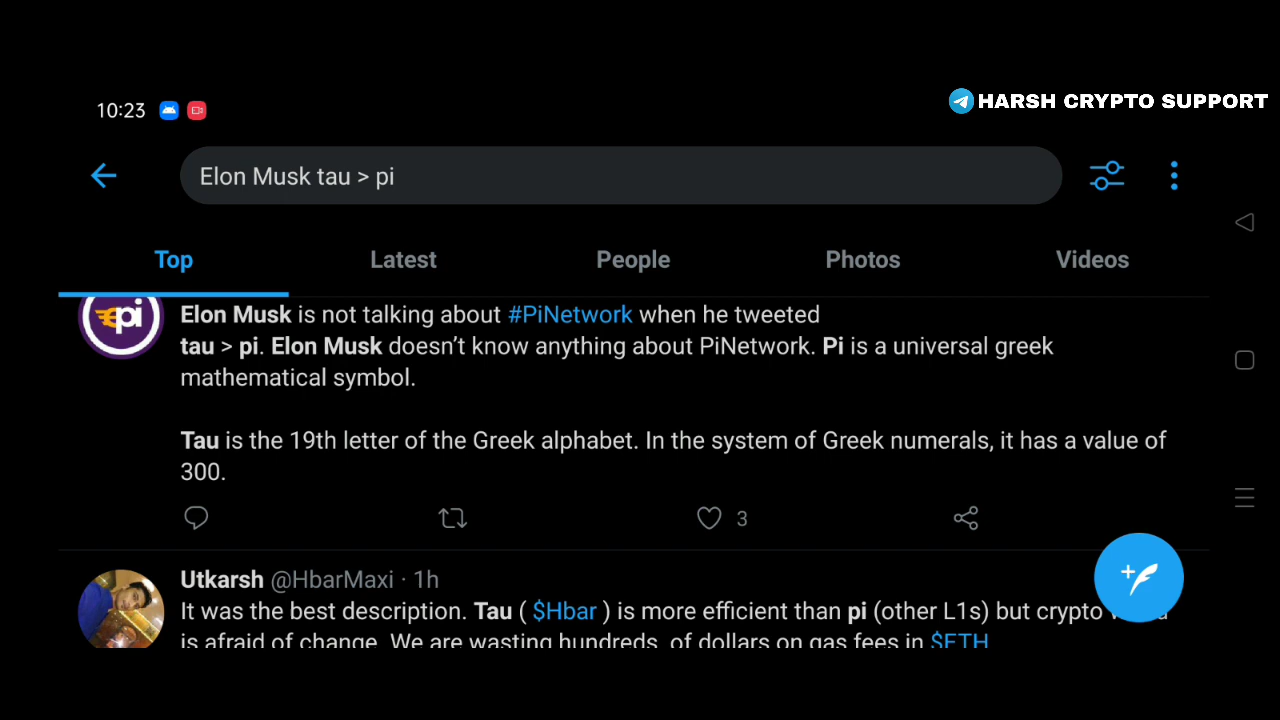 10:23
HARSH CRYPTO SUPPORT
Elon Musk tau > pi
Top Latest People Photos Videos
pi
Elon Musk is not talking about #PiNetwork when he tweeted
tau > pi. Elon Musk doesn’t know anything about PiNetwork. Pi is a universal greek
mathematical symbol.
Tau is the 19th letter of the Greek alphabet. In the system of Greek numerals, it has a value of
300.
3
Utkarsh @HbarMaxi · 1h
It was the best description. Tau ( $Hbar ) is more efficient than pi (other L1s) but crypto
is afraid of change. We are wasting hundreds of dollars on gas fees in $ETH